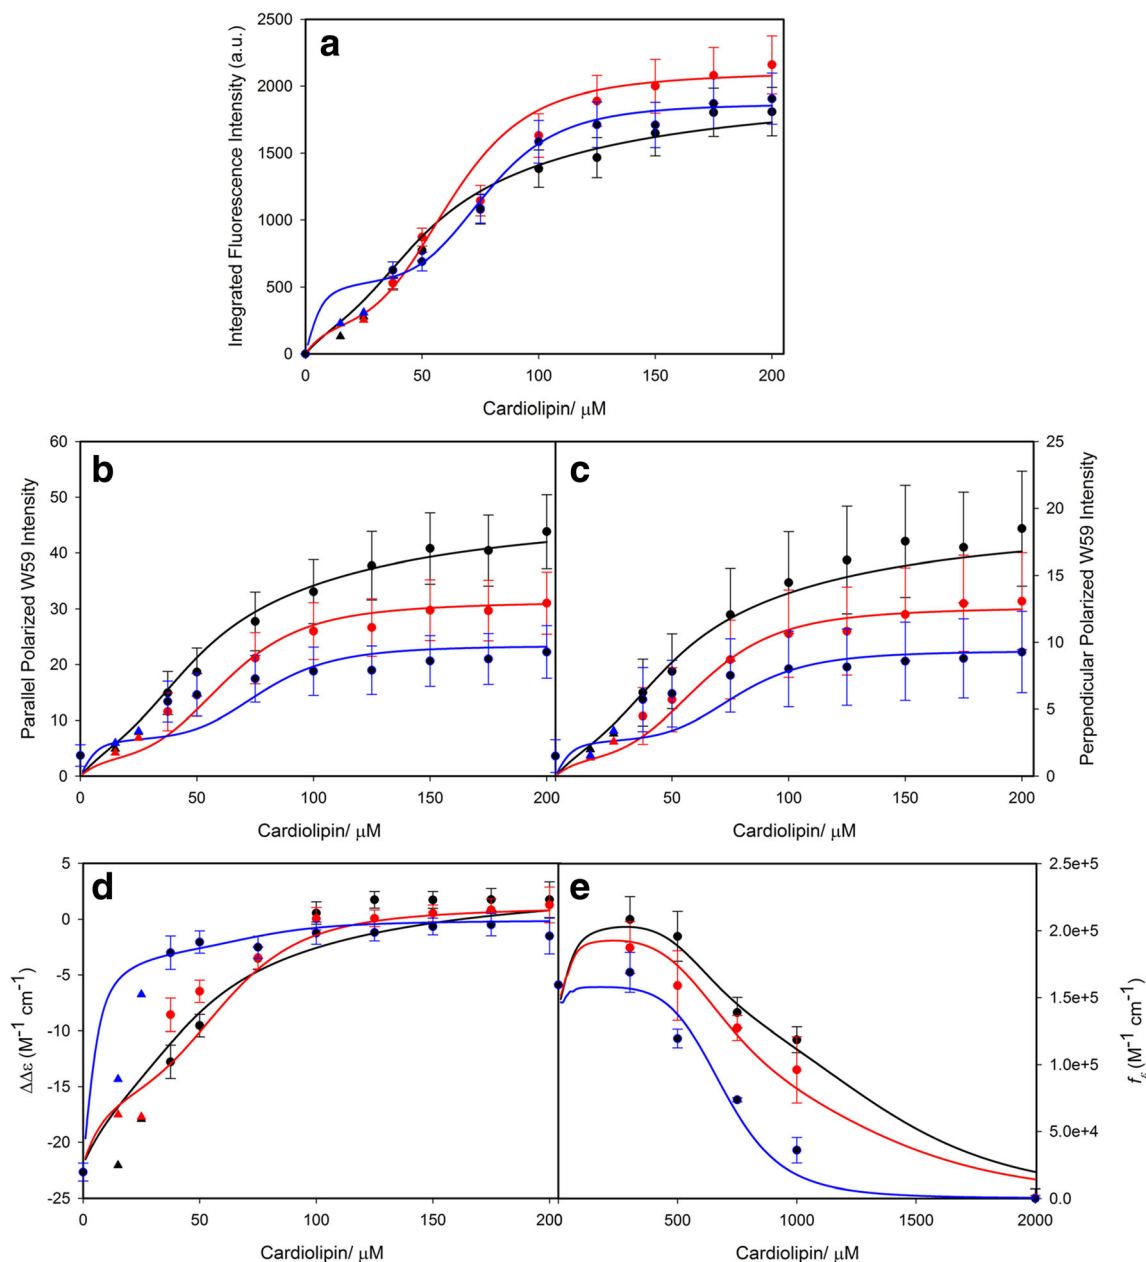 a
2500
2000
1500
1000
500
0
Integrated Fluorescence Intensity (a.u.)
0 50 100 150 200
Cardiolipin/ μM
b
60
50
40
30
20
10
0
Parallel Polarized W59 Intensity
0 50 100 150 200
Cardiolipin/ μM
c
25
20
15
10
5
0
Perpendicular Polarized W59 Intensity
50 100 150 200
Cardiolipin/ μM
d
5
0
-5
-10
-15
-20
-25
ΔΔε (M⁻¹ cm⁻¹)
0 50 100 150 200
Cardiolipin/ μM
e
2.5e+5
2.0e+5
1.5e+5
1.0e+5
5.0e+4
0.0
fε (M⁻¹ cm⁻¹)
500 1000 1500 2000
Cardiolipin/ μM